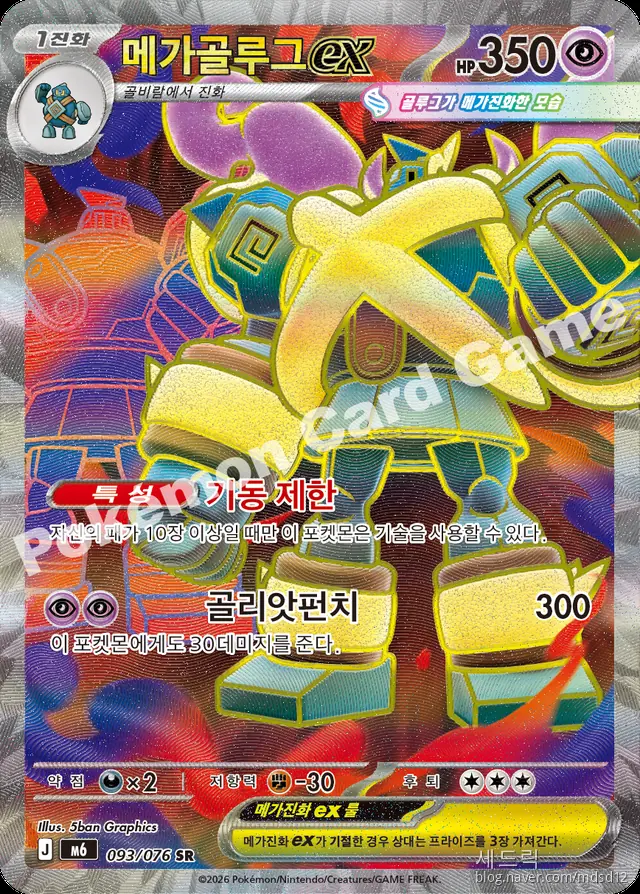 1진화
메가골루그ex
HP350
골비람에서 진화
골루그가 메가진화한 모습
Pokémon Card Game
특성 기동 제한
자신의 패가 10장 이상일 때만 이 포켓몬은 기술을 사용할 수 있다.
골리앗펀치 300
이 포켓몬에게도 30데미지를 준다.
약점 ×2 저항력 -30 후퇴
메가진화 ex 룰
메가진화 ex가 기절한 경우 상대는 프라이즈를 3장 가져간다.
Illus. 5ban Graphics
J M6 093/076 SR
©2026 Pokémon/Nintendo/Creatures/GAME FREAK.
세드릭
blog.naver.com/mdsd12